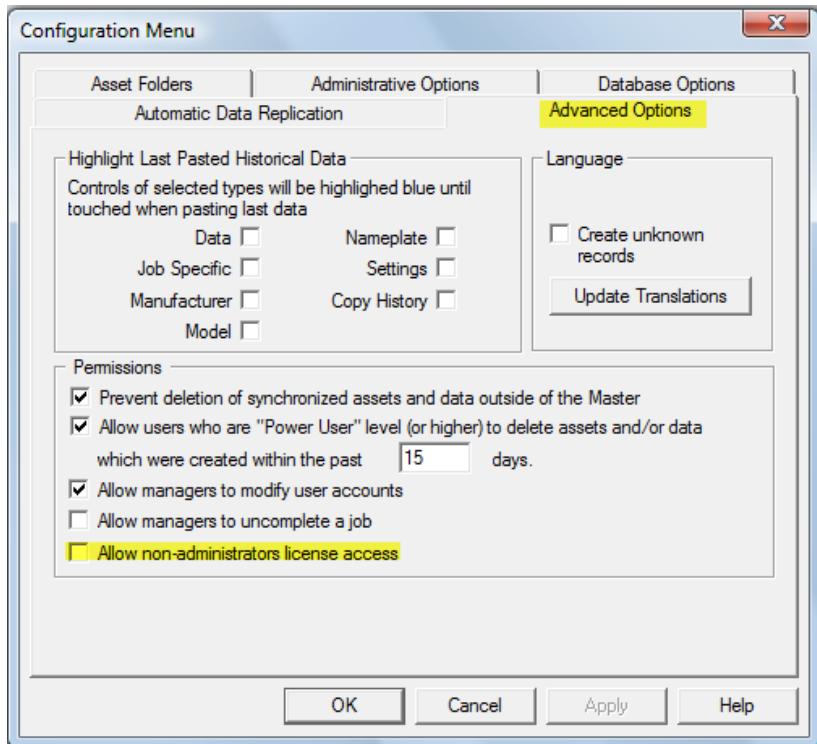 Configuration Menu
X
Asset Folders
Administrative Options
Database Options
Automatic Data Replication
Advanced Options
Highlight Last Pasted Historical Data
Controls of selected types will be highlighed blue until
touched when pasting last data
Data
Nameplate
Job Specific
Settings
Manufacturer
Copy History
Model
Language
Create unknown
records
Update Translations
Permissions
Prevent deletion of synchronized assets and data outside of the Master
Allow users who are "Power User" level (or higher) to delete assets and/or data
which were created within the past 15 days.
Allow managers to modify user accounts
Allow managers to uncomplete a job
Allow non-administrators license access
OK
Cancel
Apply
Help